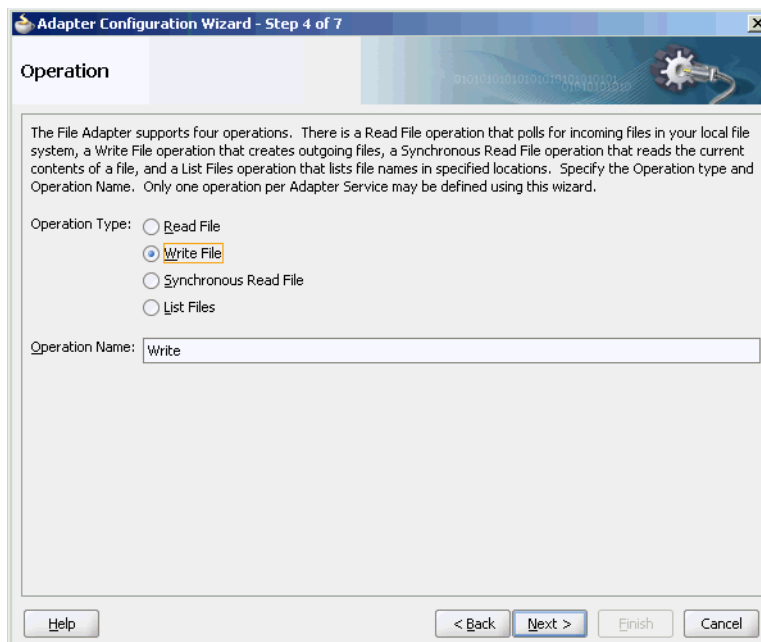 Adapter Configuration Wizard - Step 4 of 7
Operation
The File Adapter supports four operations. There is a Read File operation that polls for incoming files in your local file
system, a Write File operation that creates outgoing files, a Synchronous Read File operation that reads the current
contents of a file, and a List Files operation that lists file names in specified locations. Specify the Operation type and
Operation Name. Only one operation per Adapter Service may be defined using this wizard.
Operation Type: Read File
Write File
Synchronous Read File
List Files
Operation Name: Write
Help < Back Next > Finish Cancel